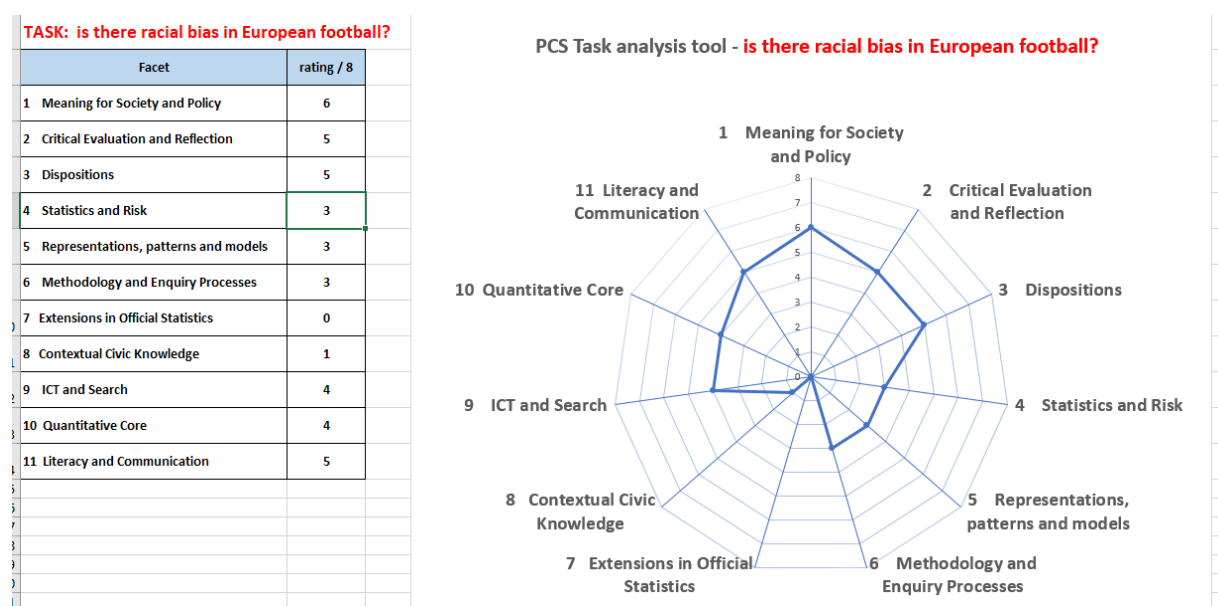 TASK: is there racial bias in European football?
Facet rating / 8
1 Meaning for Society and Policy 6
2 Critical Evaluation and Reflection 5
3 Dispositions 5
4 Statistics and Risk 3
5 Representations, patterns and models 3
6 Methodology and Enquiry Processes 3
7 Extensions in Official Statistics 0
8 Contextual Civic Knowledge 1
9 ICT and Search 4
10 Quantitative Core 4
11 Literacy and Communication 5
PCS Task analysis tool - is there racial bias in European football?
1 Meaning for Society
and Policy
2 Critical Evaluation
and Reflection
3 Dispositions
4 Statistics and Risk
5 Representations,
patterns and models
6 Methodology and
Enquiry Processes
7 Extensions in Official
Statistics
8 Contextual Civic
Knowledge
9 ICT and Search
10 Quantitative Core
11 Literacy and
Communication
8
7
6
5
4
3
2
1
0